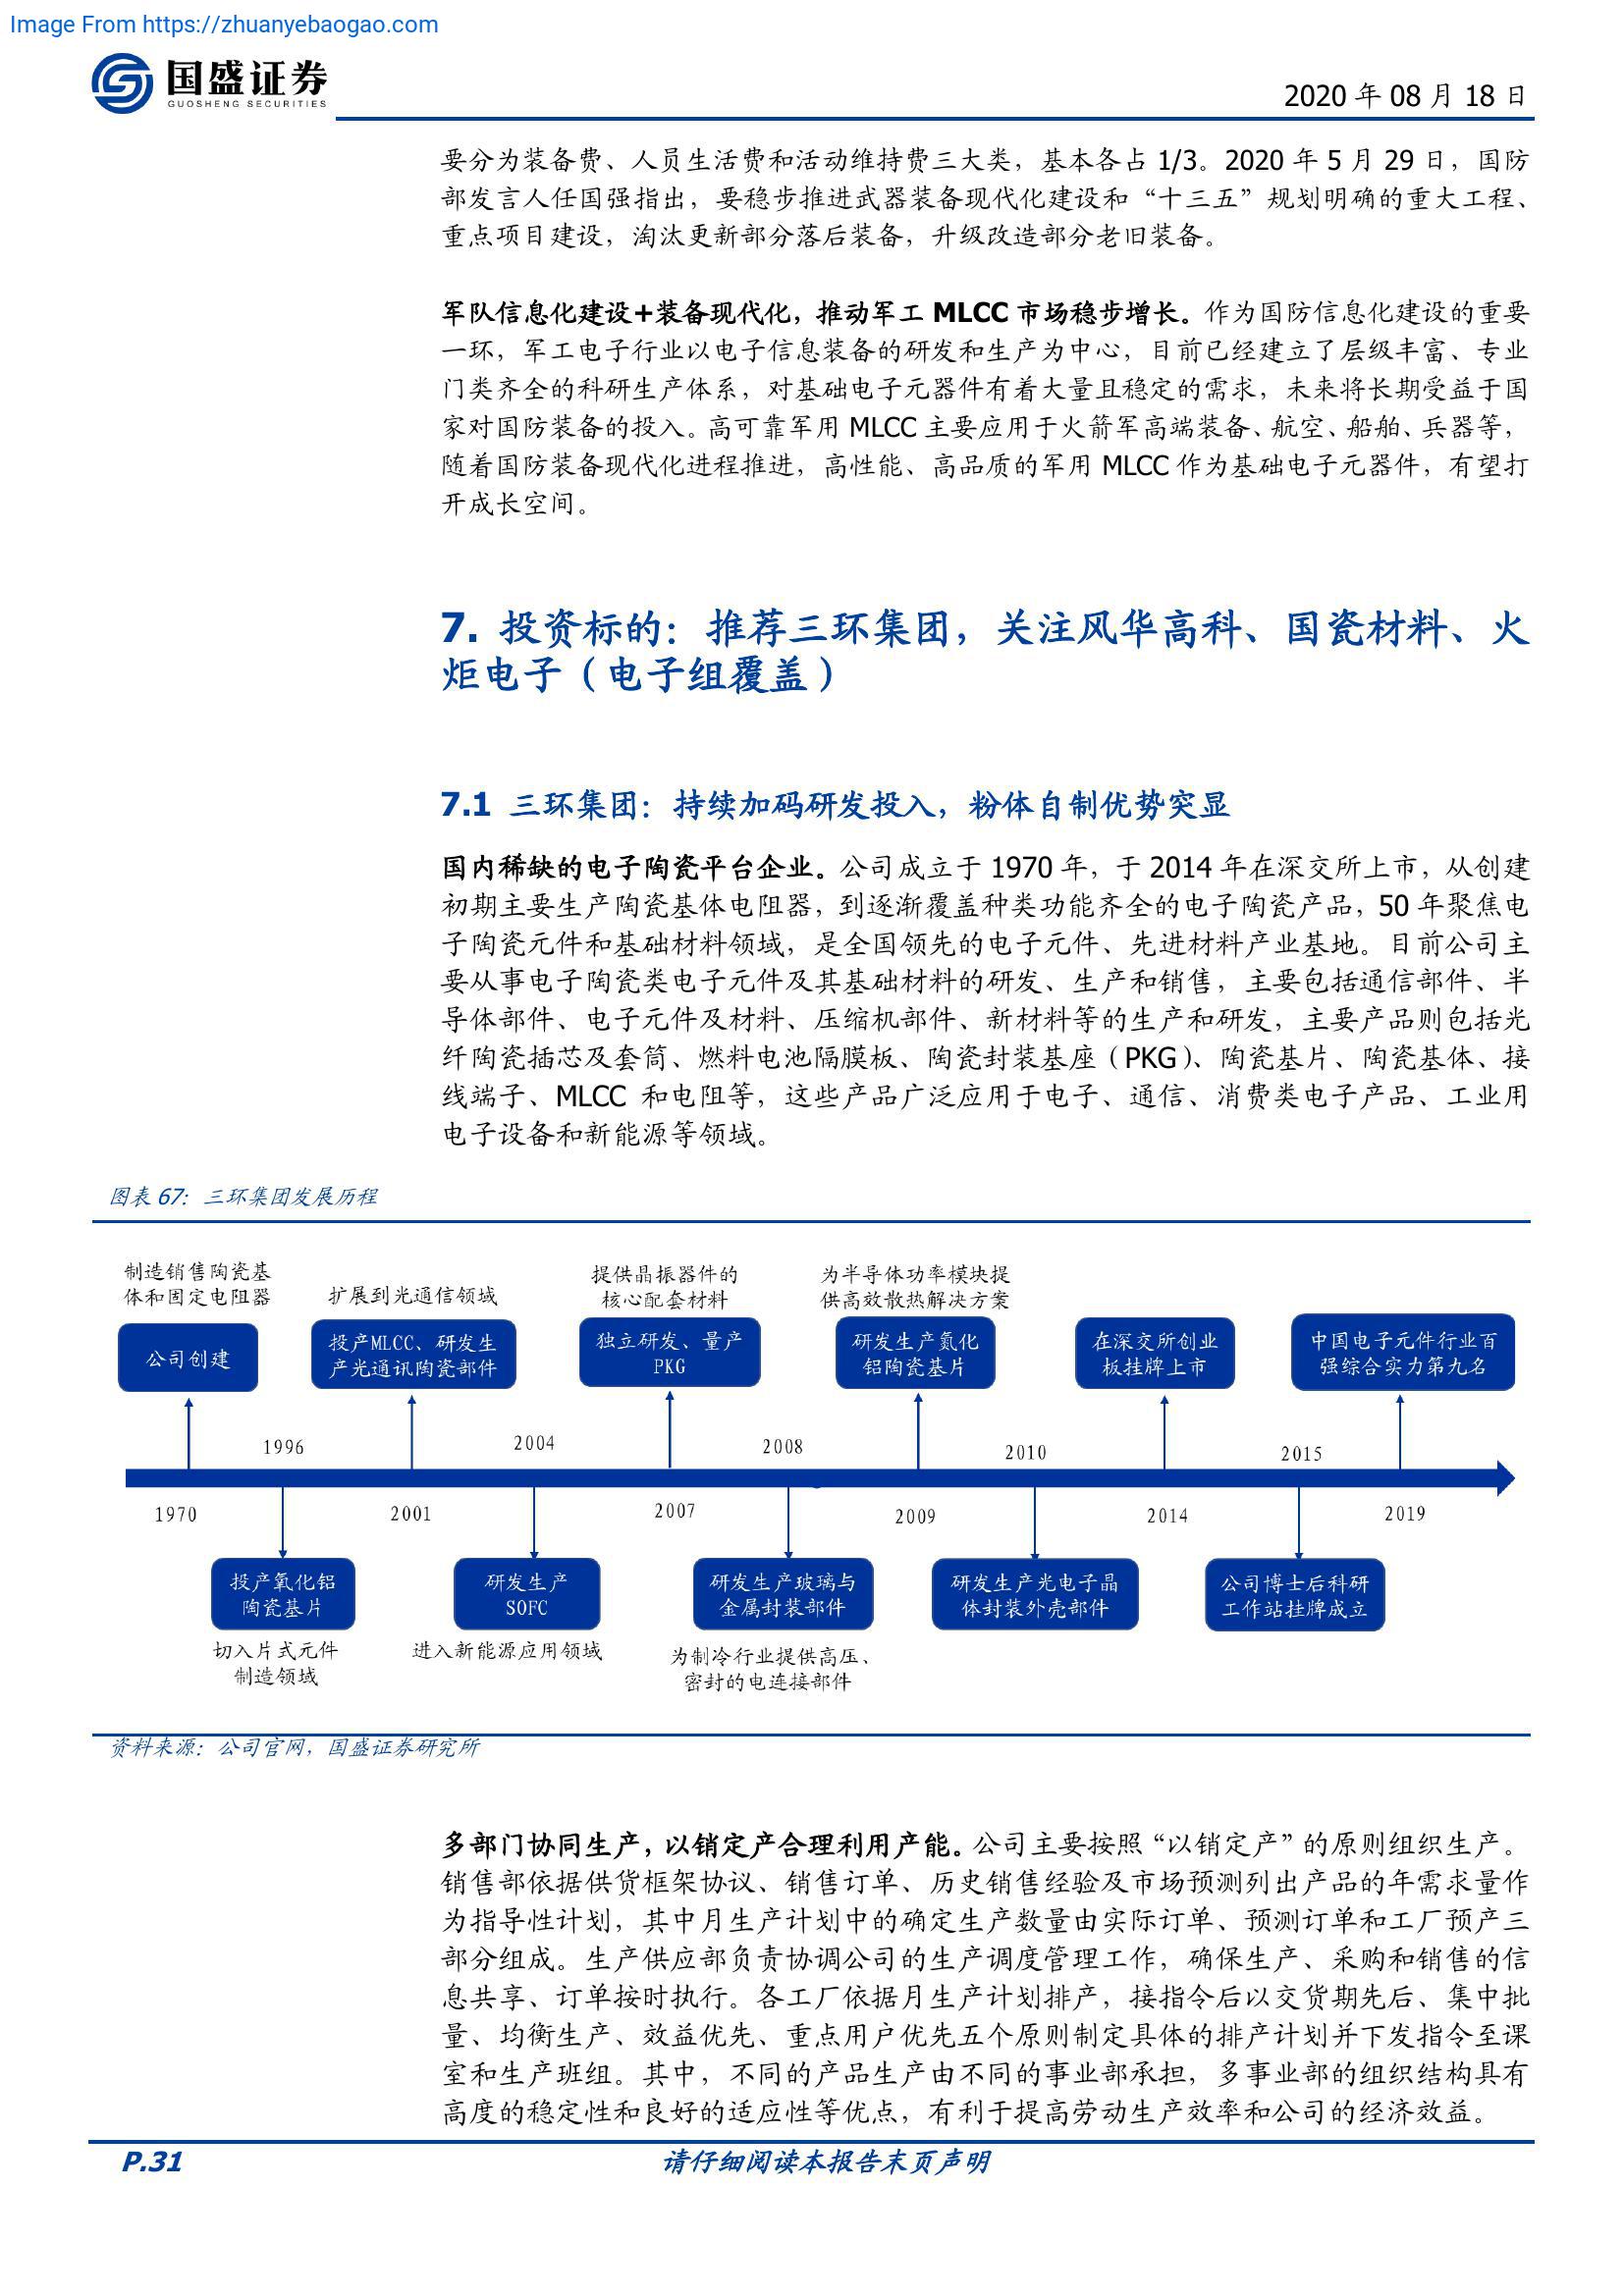 Image From https://zhuanyebaogao.com
国盛证券
GUOSHENG SECURITIES
2020 年 08 月 18 日
要分为装备费、人员生活费和活动维持费三大类，基本各占 1/3。2020 年 5 月 29 日，国防
部发言人任国强指出，要稳步推进武器装备现代化建设和“十三五”规划明确的重大工程、
重点项目建设，淘汰更新部分落后装备，升级改造部分老旧装备。
军队信息化建设+装备现代化，推动军工 MLCC 市场稳步增长。作为国防信息化建设的重要
一环，军工电子行业以电子信息装备的研发和生产为中心，目前已经建立了层级丰富、专业
门类齐全的科研生产体系，对基础电子元器件有着大量且稳定的需求，未来将长期受益于国
家对国防装备的投入。高可靠军用 MLCC 主要应用于火箭军高端装备、航空、船舶、兵器等，
随着国防装备现代化进程推进，高性能、高品质的军用 MLCC 作为基础电子元器件，有望打
开成长空间。
7. 投资标的：推荐三环集团，关注风华高科、国瓷材料、火
炬电子（电子组覆盖）
7.1 三环集团：持续加码研发投入，粉体自制优势突显
国内稀缺的电子陶瓷平台企业。公司成立于 1970 年，于 2014 年在深交所上市，从创建
初期主要生产陶瓷基体电阻器，到逐渐覆盖种类功能齐全的电子陶瓷产品，50 年聚焦电
子陶瓷元件和基础材料领域，是全国领先的电子元件、先进材料产业基地。目前公司主
要从事电子陶瓷类电子元件及其基础材料的研发、生产和销售，主要包括通信部件、半
导体部件、电子元件及材料、压缩机部件、新材料等的生产和研发，主要产品则包括光
纤陶瓷插芯及套筒、燃料电池隔膜板、陶瓷封装基座（PKG）、陶瓷基片、陶瓷基体、接
线端子、MLCC 和电阻等，这些产品广泛应用于电子、通信、消费类电子产品、工业用
电子设备和新能源等领域。
图表 67：三环集团发展历程
制造销售陶瓷基
体和固定电阻器
扩展到光通信领域
提供晶振器件的
核心配套材料
为半导体功率模块提
供高效散热解决方案
公司创建
投产MLCC、研发生
产光通讯陶瓷部件
独立研发、量产
PKG
研发生产氮化
铝陶瓷基片
在深交所创业
板挂牌上市
中国电子元件行业百
强综合实力第九名
1996
2004
2008
2010
2015
1970
2001
2007
2009
2014
2019
投产氧化铝
陶瓷基片
研发生产
SOFC
研发生产玻璃与
金属封装部件
研发生产光电子晶
体封装外壳部件
公司博士后科研
工作站挂牌成立
切入片式元件
制造领域
进入新能源应用领域
为制冷行业提供高压、
密封的电连接部件
资料来源：公司官网，国盛证券研究所
多部门协同生产，以销定产合理利用产能。公司主要按照“以销定产”的原则组织生产。
销售部依据供货框架协议、销售订单、历史销售经验及市场预测列出产品的年需求量作
为指导性计划，其中月生产计划中的确定生产数量由实际订单、预测订单和工厂预产三
部分组成。生产供应部负责协调公司的生产调度管理工作，确保生产、采购和销售的信
息共享、订单按时执行。各工厂依据月生产计划排产，接指令后以交货期先后、集中批
量、均衡生产、效益优先、重点用户优先五个原则制定具体的排产计划并下发指令至课
室和生产班组。其中，不同的产品生产由不同的事业部承担，多事业部的组织结构具有
高度的稳定性和良好的适应性等优点，有利于提高劳动生产效率和公司的经济效益。
P.31
请仔细阅读本报告末页声明